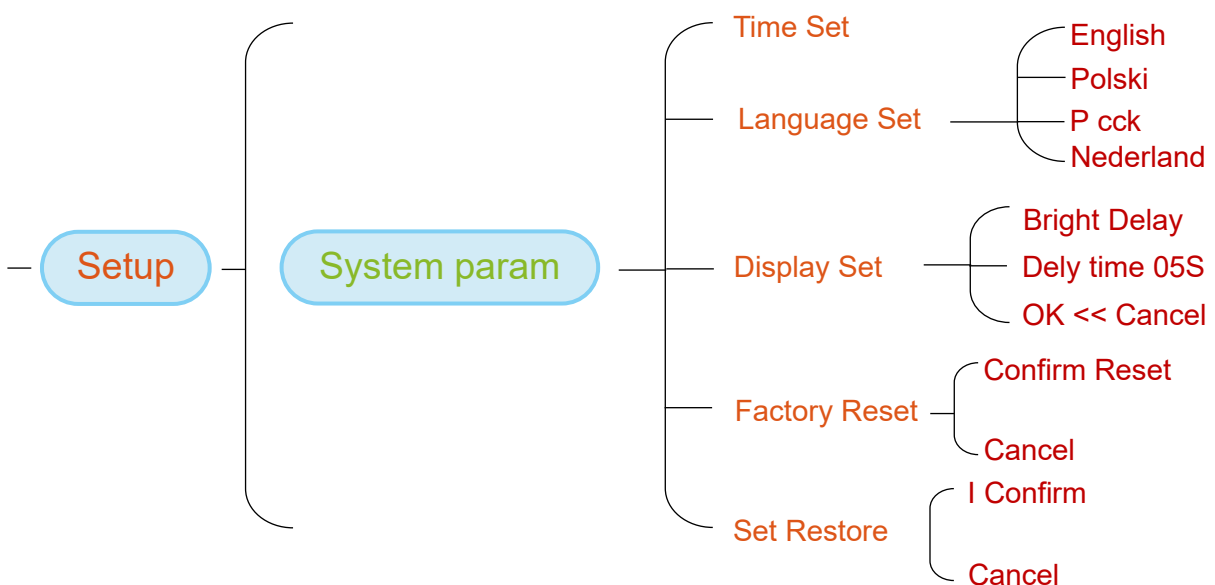 Setup
System param
Time Set
Language Set
English
Polski
P cck
Nederland
Display Set
Bright Delay
Dely time 05S
OK << Cancel
Factory Reset
Confirm Reset
Cancel
Set Restore
I Confirm
Cancel